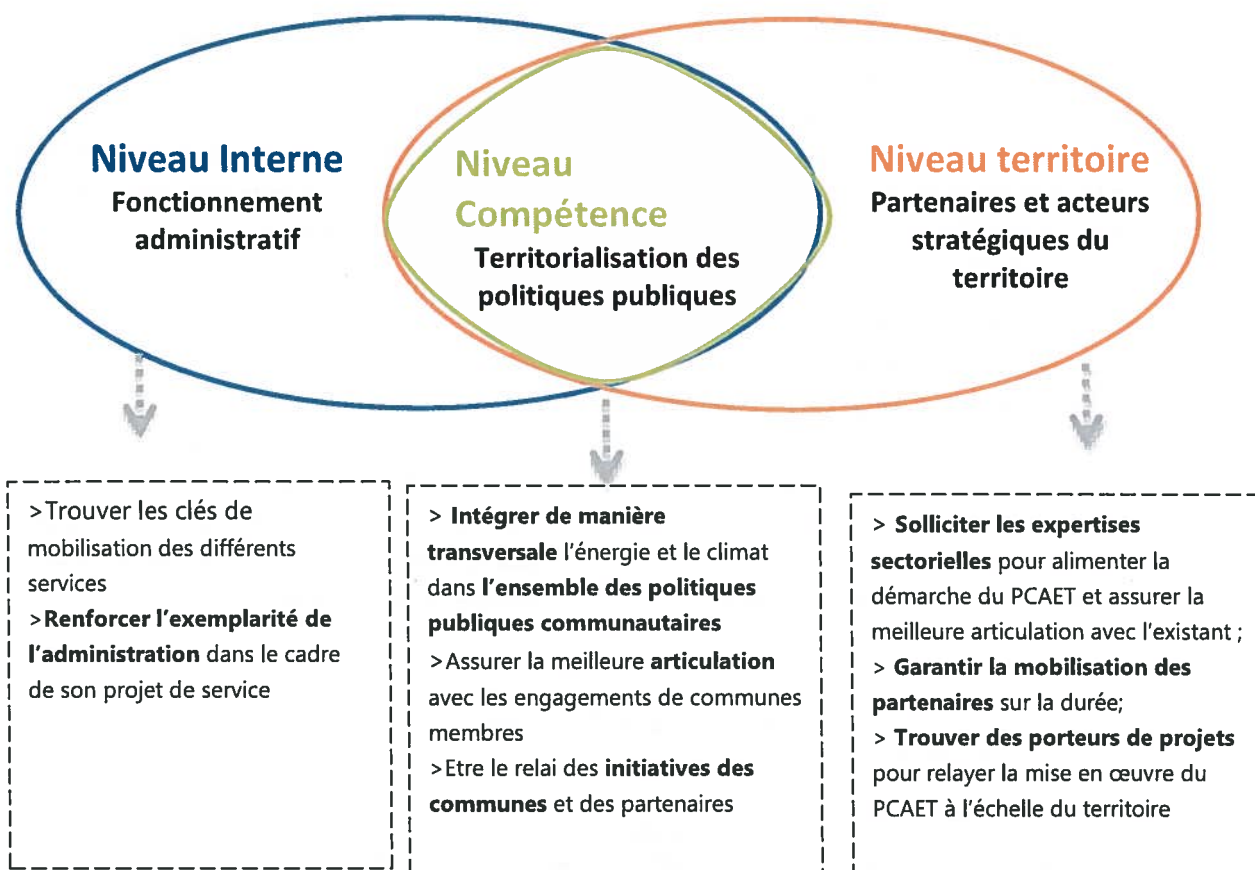 Niveau Interne
Fonctionnement
administratif
Niveau
Compétence
Territorialisation des
politiques publiques
Niveau territoire
Partenaires et acteurs
stratégiques du
territoire
>Trouver les clés de
mobilisation des différents
services
>Renforcer l'exemplarité de
l'administration dans le cadre
de son projet de service
> Intégrer de manière
transversale l'énergie et le climat
dans l'ensemble des politiques
publiques communautaires
>Assurer la meilleure articulation
avec les engagements de communes
membres
>Etre le relai des initiatives des
communes et des partenaires
> Solliciter les expertises
sectorielles pour alimenter la
démarche du PCAET et assurer la
meilleure articulation avec l'existant ;
> Garantir la mobilisation des
partenaires sur la durée;
> Trouver des porteurs de projets
pour relayer la mise en œuvre du
PCAET à l'échelle du territoire